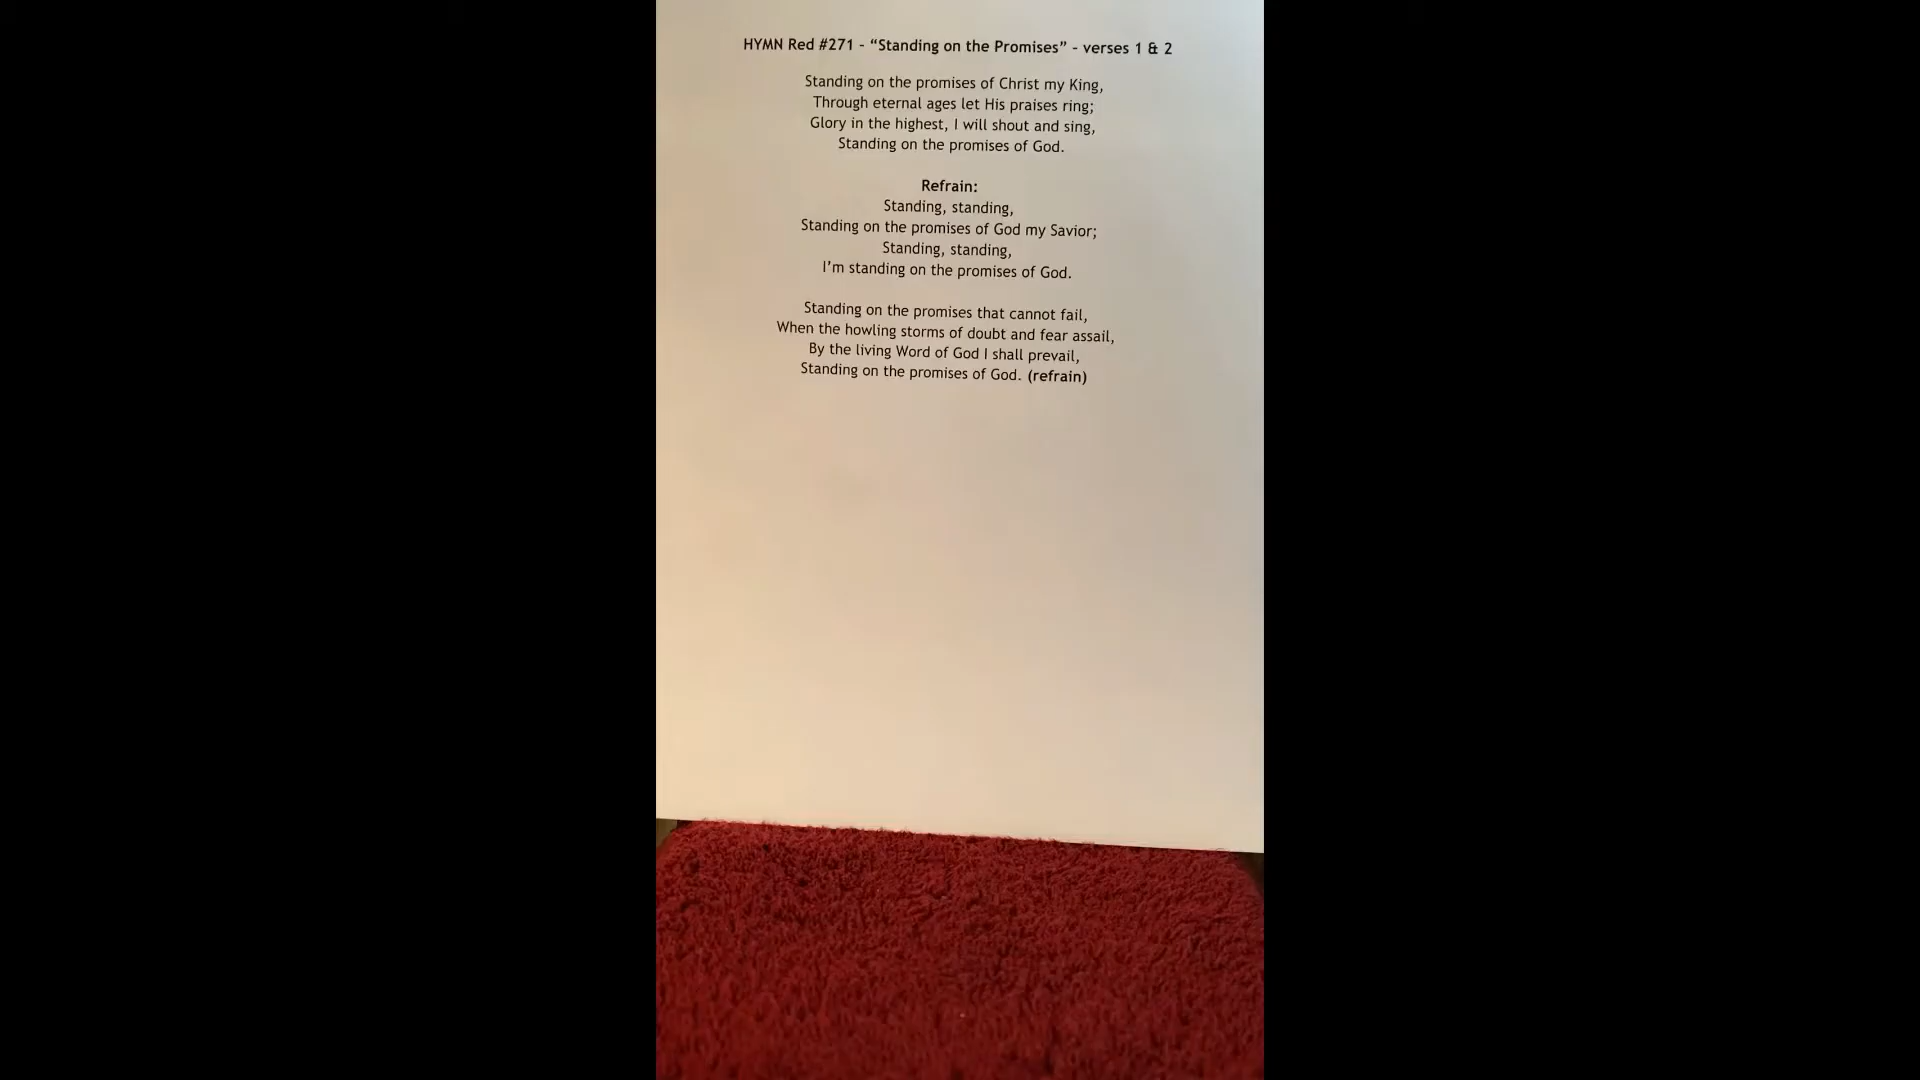 HYMN Red #271 - “Standing on the Promises” - verses 1 & 2
Standing on the promises of Christ my King,
Through eternal ages let His praises ring;
Glory in the highest, I will shout and sing,
Standing on the promises of God.
Refrain:
Standing, standing,
Standing on the promises of God my Savior;
Standing, standing,
I’m standing on the promises of God.
Standing on the promises that cannot fail,
When the howling storms of doubt and fear assail,
By the living Word of God I shall prevail,
Standing on the promises of God. (refrain)